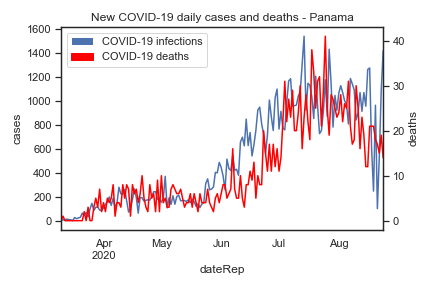 New COVID-19 daily cases and deaths - Panama
COVID-19 infections
COVID-19 deaths
1600
1400
1200
1000
800
600
400
200
0
cases
40
30
20
10
0
deaths
Apr
2020
May
Jun
Jul
Aug
dateRep